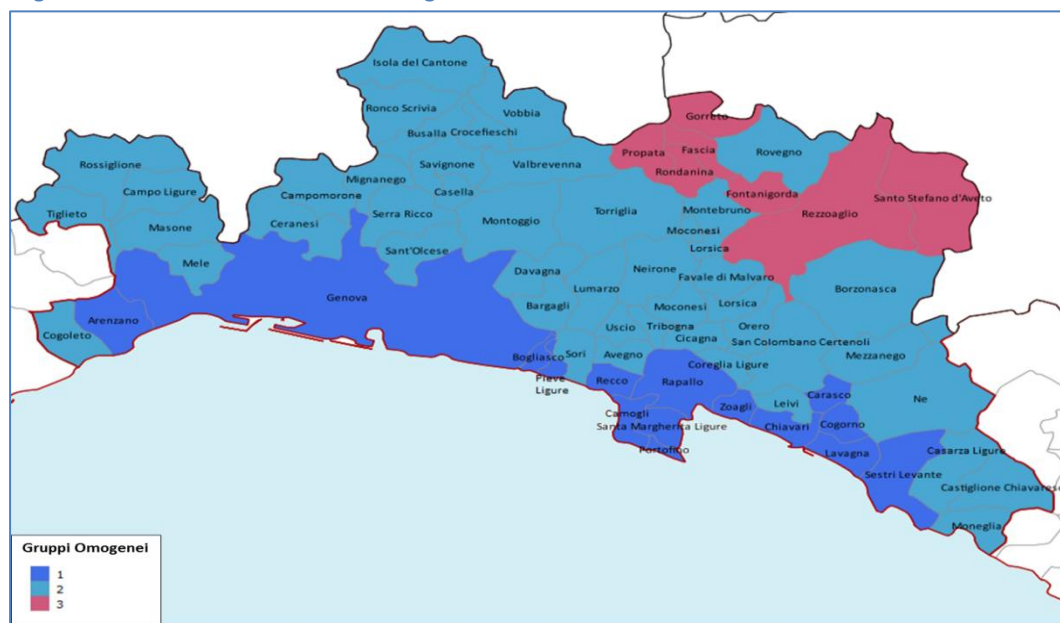 Isola del Cantone
Ronco Scrivia
Vobbia
Gorreto
Busalla
Crocefieschi
Propata
Fascia
Rovegno
Rossiglione
Savignone
Valbrevenna
Rondanina
Mignanego
Campo Ligure
Campomorone
Casella
Fontanigorda
Santo Stefano d'Aveto
Tiglieto
Serra Ricco
Torriglia
Montebruno
Rezzoaglio
Masone
Ceranesi
Montoggio
Moconesi
Sant'Olcese
Lorsica
Mele
Davagna
Neirone
Favale di Malvaro
Lumarzo
Borzonasca
Genova
Bargagli
Moconesi
Lorsica
Arenzano
Uscio
Tribogna
Orero
Cogoleto
Cicagna
San Colombano Certenoli
Bogliasco
Sori
Avegno
Mezzanego
Coreglia Ligure
Pieve
Ligure
Recco
Rapallo
Carasco
Ne
Leivi
Zoagli
Camogli
Cogorno
Santa Margherita Ligure
Chiavari
Portofino
Lavagna
Casarza Ligure
Sestri Levante
Castiglione Chiavarese
Moneglia
Gruppi Omogenei
1
2
3